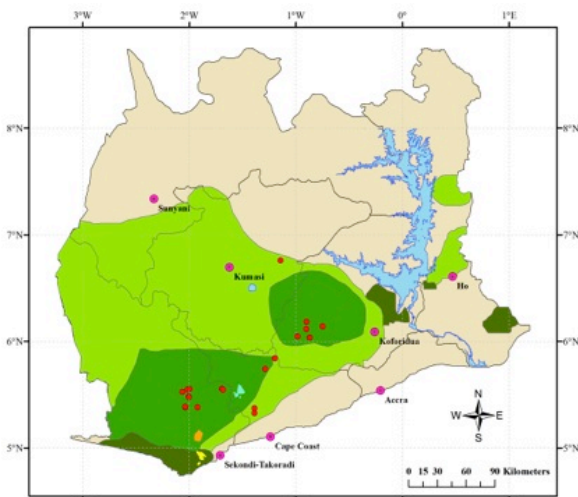 3°W 2°W 1°W 0° 1°E
8°N 8°N
7°N 7°N
Sunyani
Kumasi
Ho
6°N 6°N
Koforidua
Accra
N
W E
S
5°N 5°N
Cape Coast
Sekondi-Takoradi
0 15 30 60 90 Kilometers